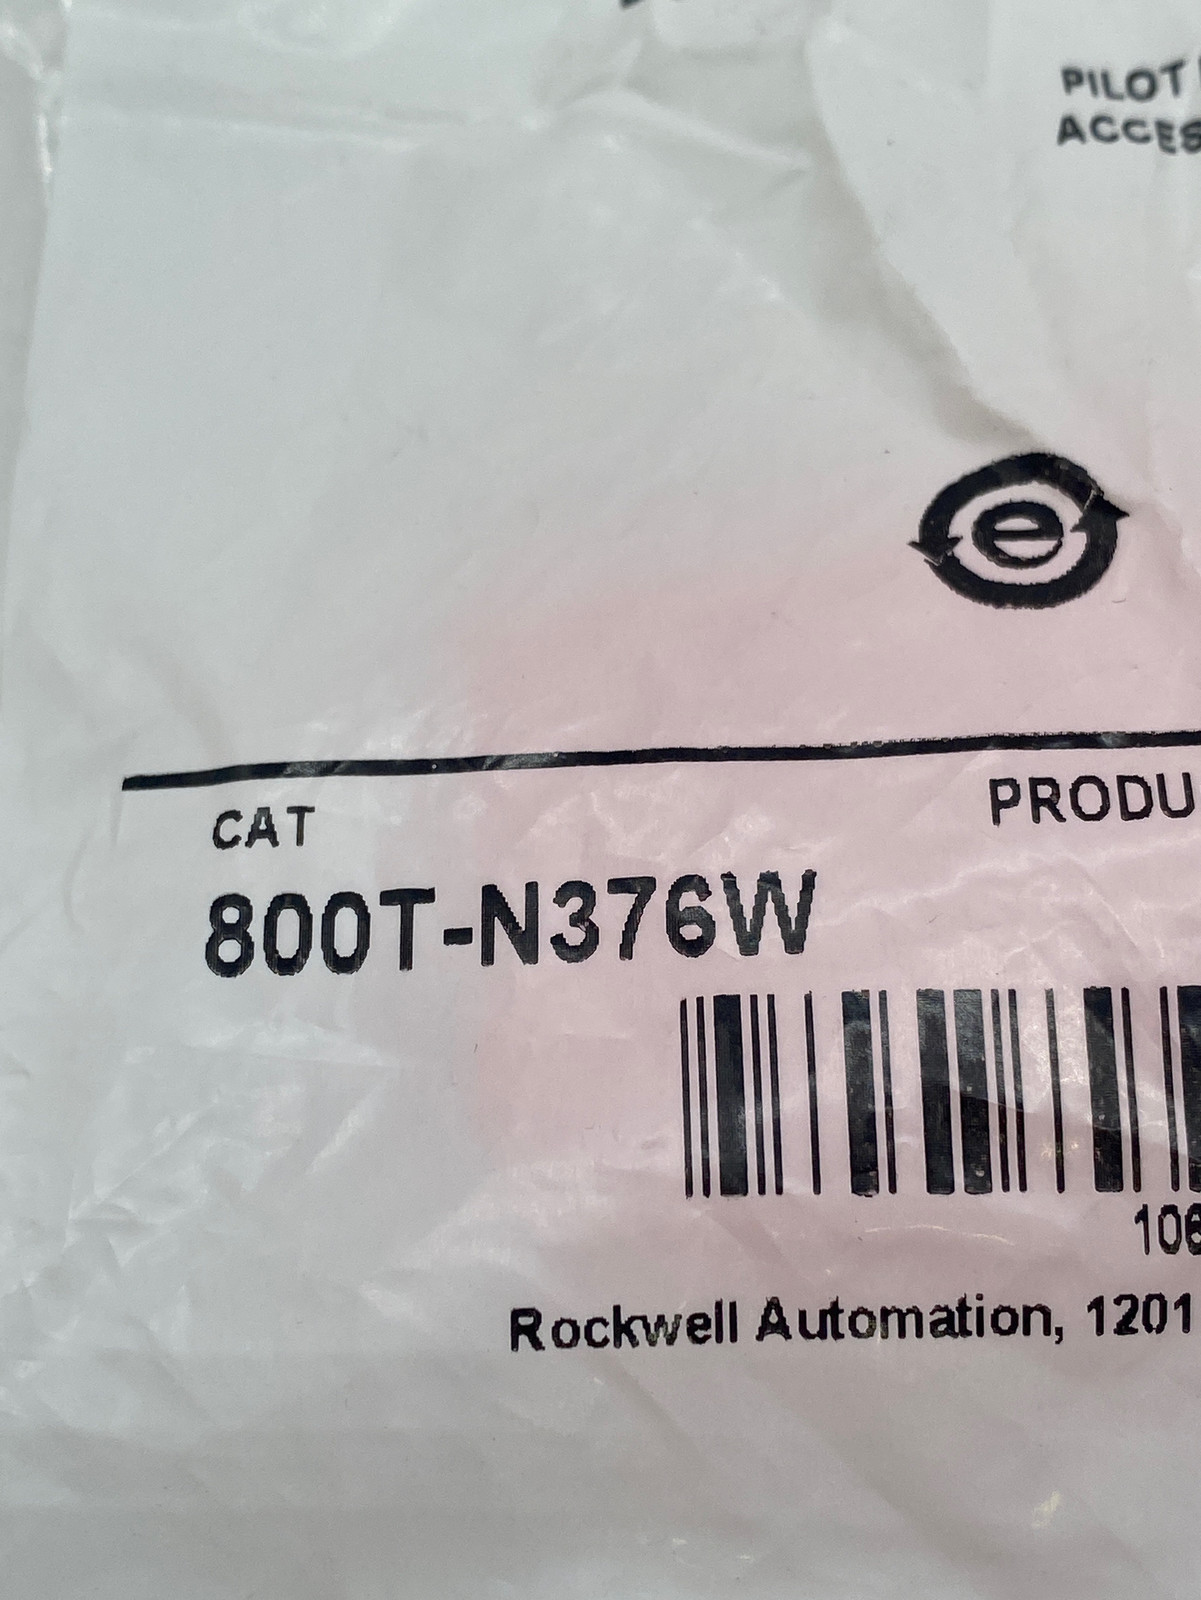 PILOT
ACCES
e
CAT
PRODU
800T-N376W
106
Rockwell Automation, 1201